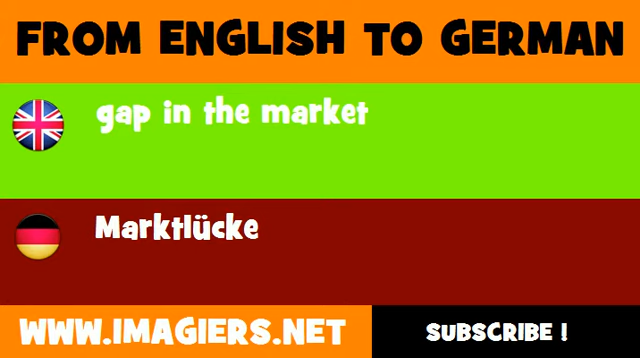 FROM ENGLISH TO GERMAN
gap in the market
Marktlücke
WWW.IMAGIERS.NET
SUBSCRIBE !